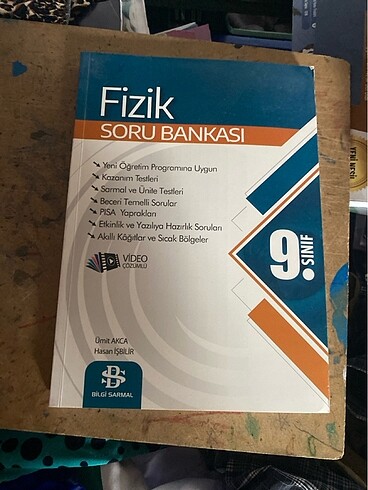 Fizik
SORU BANKASI
Yeni Öğretim Programına Uygun
Kazanım Testleri
Sarmal ve Ünite Testleri
Beceri Temelli Sorular
PISA Yaprakları
Etkinlik ve Yazılıya Hazırlık Soruları
Akıllı Kâğıtlar ve Sıcak Bölgeler
VİDEO
ÇÖZÜMLÜ
9. SINIF
Ümit AKCA
Hasan İŞBİLİR
BİLGİ SARMAL